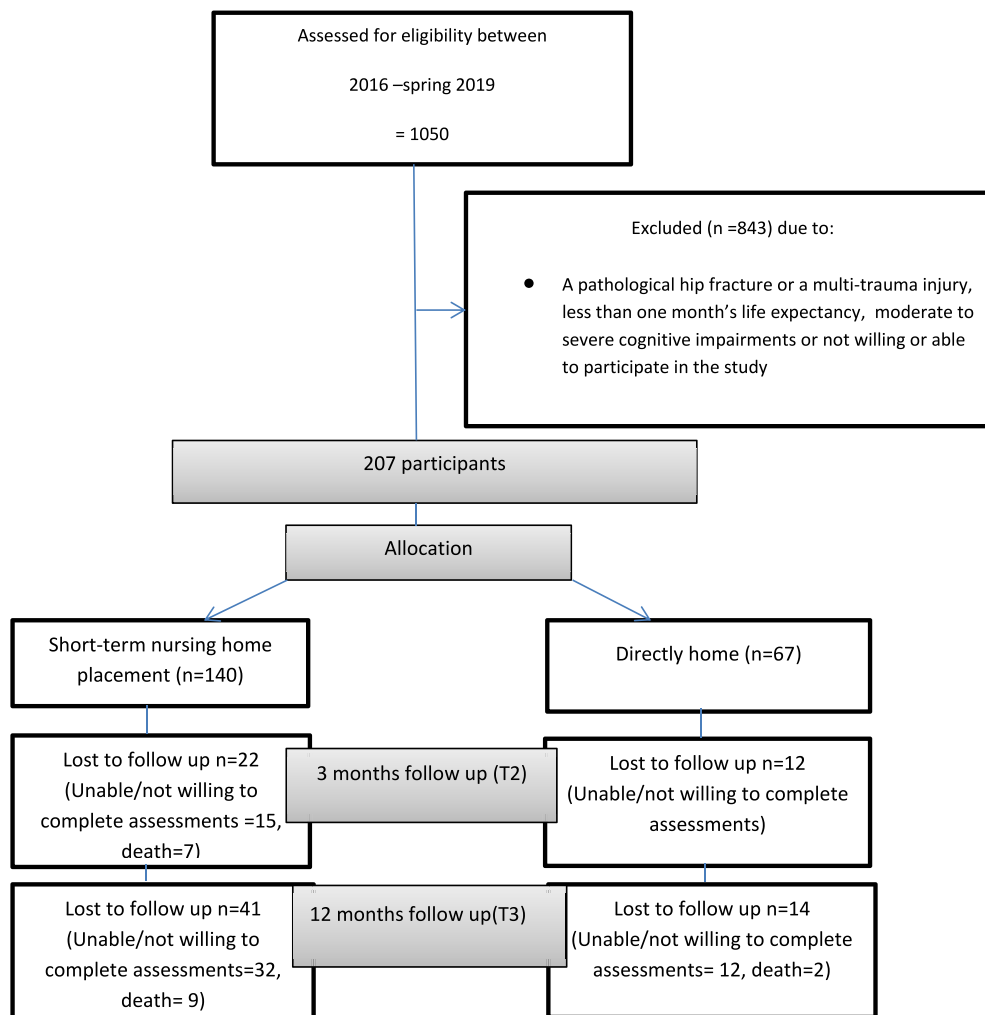 Assessed for eligibility between
2016 –spring 2019
= 1050
Excluded (n =843) due to:
● A pathological hip fracture or a multi-trauma injury,
less than one month's life expectancy, moderate to
severe cognitive impairments or not willing or able
to participate in the study
207 participants
Allocation
Short-term nursing home
placement (n=140)
Directly home (n=67)
Lost to follow up n=22
(Unable/not willing to
complete assessments =15,
death=7)
3 months follow up (T2)
Lost to follow up n=12
(Unable/not willing to complete
assessments)
Lost to follow up n=41
(Unable/not willing to
complete assessments=32,
death= 9)
12 months follow up(T3)
Lost to follow up n=14
(Unable/not willing to complete
assessments= 12, death=2)